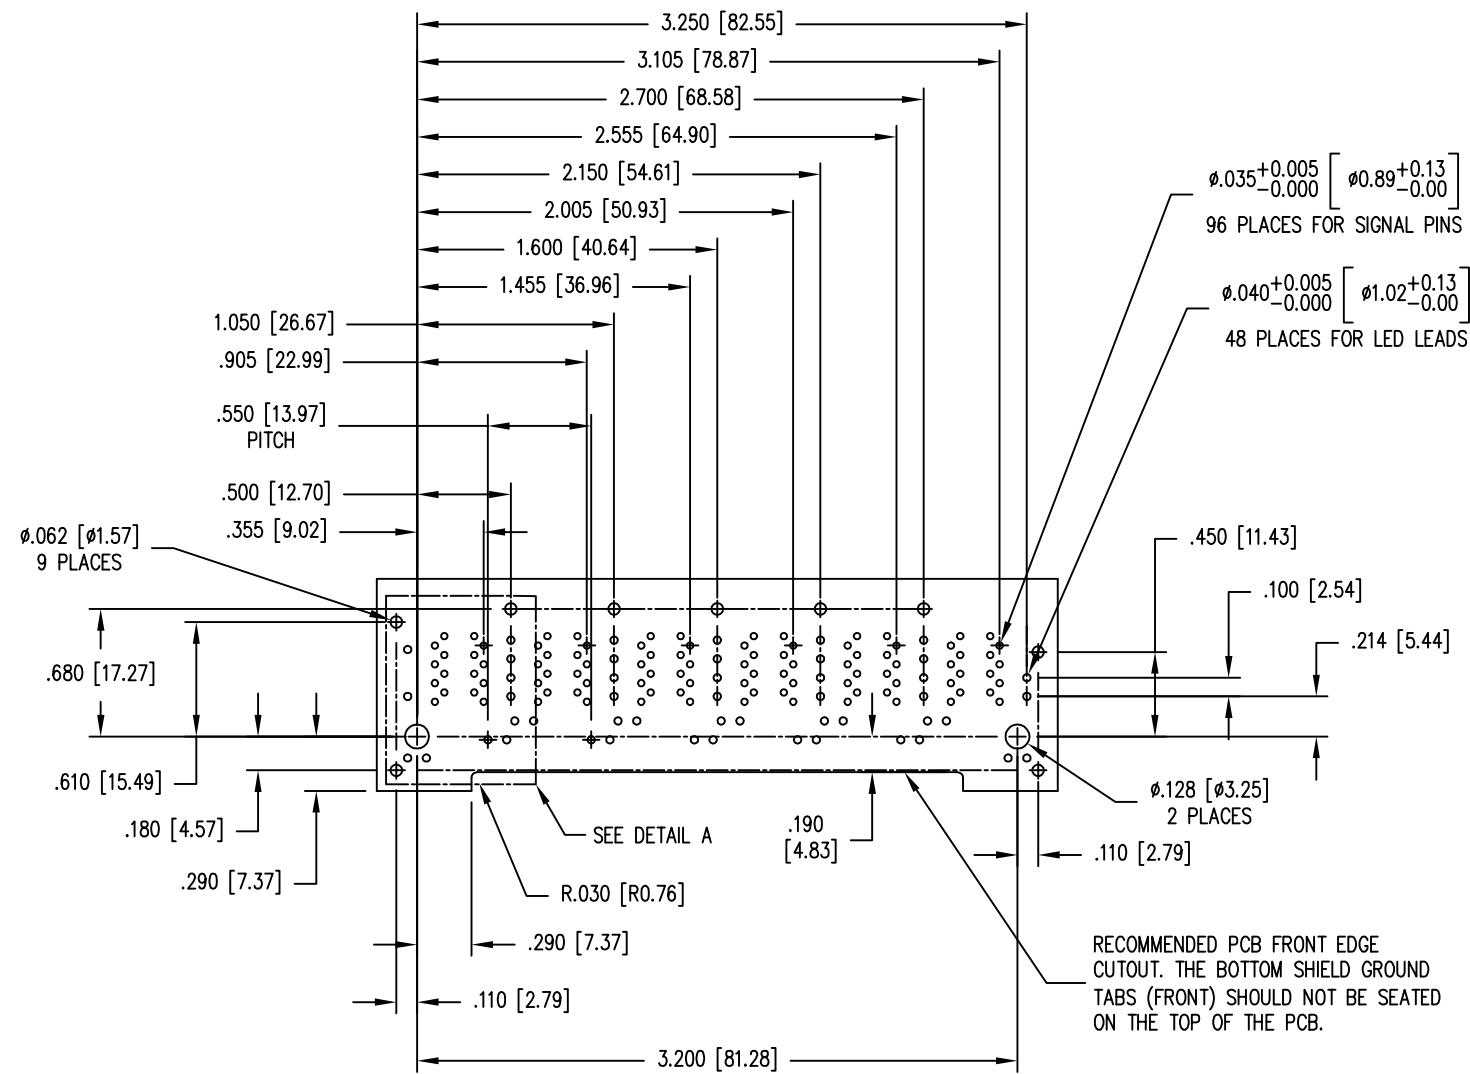 3.250 [82.55]
3.105 [78.87]
2.700 [68.58]
2.555 [64.90]
2.150 [54.61]
2.005 [50.93]
1.600 [40.64]
1.455 [36.96]
1.050 [26.67]
.905 [22.99]
.550 [13.97]
PITCH
.500 [12.70]
.355 [9.02]
ø.062 [ø1.57]
9 PLACES
ø.035+0.005 -0.000 [ø0.89+0.13 -0.00]
96 PLACES FOR SIGNAL PINS
ø.040+0.005 -0.000 [ø1.02+0.13 -0.00]
48 PLACES FOR LED LEADS
.450 [11.43]
.100 [2.54]
.214 [5.44]
.680 [17.27]
.610 [15.49]
.180 [4.57]
.290 [7.37]
SEE DETAIL A
R.030 [R0.76]
.190
[4.83]
ø.128 [ø3.25]
2 PLACES
.110 [2.79]
.290 [7.37]
.110 [2.79]
RECOMMENDED PCB FRONT EDGE
CUTOUT. THE BOTTOM SHIELD GROUND
TABS (FRONT) SHOULD NOT BE SEATED
ON THE TOP OF THE PCB.
3.200 [81.28]